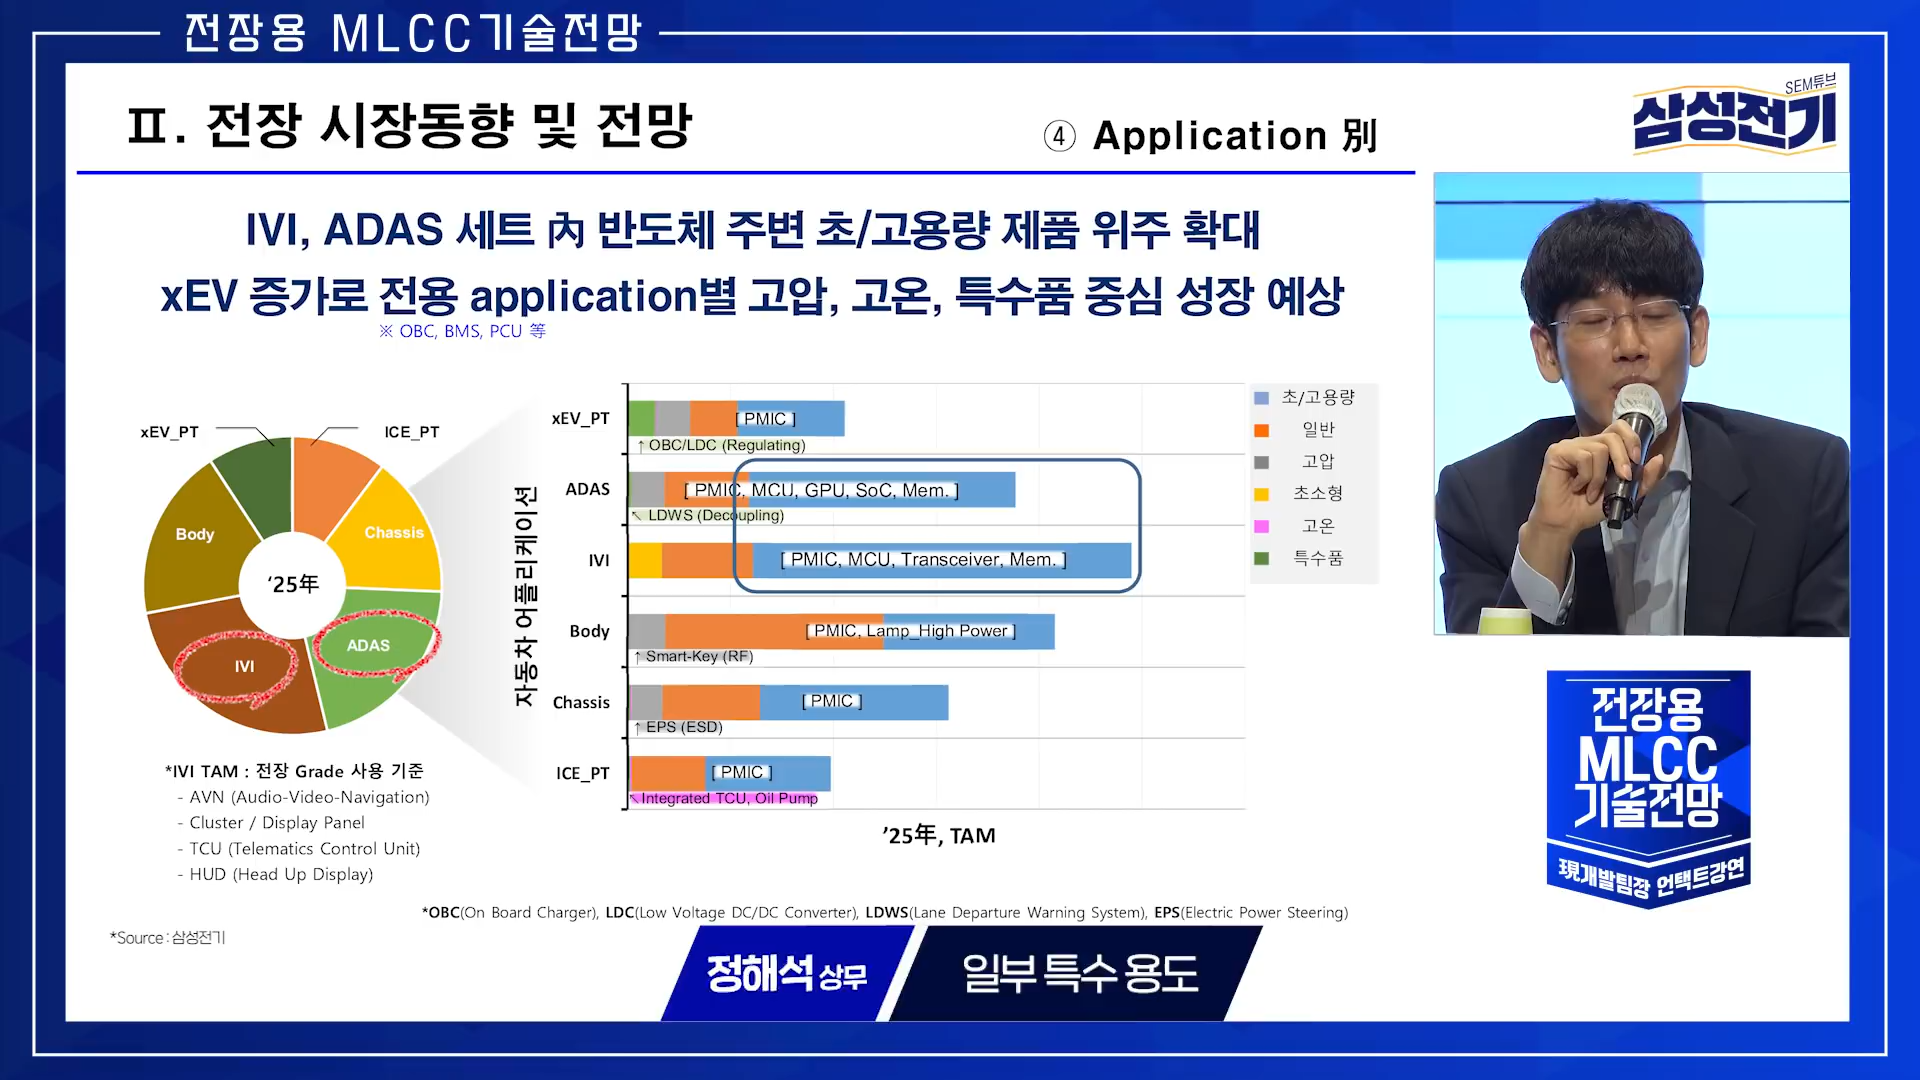 전장용 MLCC기술전망
SEM튜브
삼성전기
Ⅱ. 전장 시장동향 및 전망
④ Application 別
IVI, ADAS 세트 內 반도체 주변 초/고용량 제품 위주 확대
xEV 증가로 전용 application별 고압, 고온, 특수품 중심 성장 예상
※ OBC, BMS, PCU 等
xEV_PT
ICE_PT
Body
Chassis
'25年
IVI
ADAS
*IVI TAM : 전장 Grade 사용 기준
- AVN (Audio-Video-Navigation)
- Cluster / Display Panel
- TCU (Telematics Control Unit)
- HUD (Head Up Display)
자동차 어플리케이션
xEV_PT
[ PMIC ]
↑ OBC/LDC (Regulating)
ADAS
[ PMIC, MCU, GPU, SoC, Mem. ]
↖ LDWS (Decoupling)
IVI
[ PMIC, MCU, Transceiver, Mem. ]
Body
[ PMIC, Lamp_High Power ]
↑ Smart-Key (RF)
Chassis
[ PMIC ]
↑ EPS (ESD)
ICE_PT
[ PMIC ]
↖Integrated TCU, Oil Pump
'25年, TAM
초/고용량
일반
고압
초소형
고온
특수품
*OBC(On Board Charger), LDC(Low Voltage DC/DC Converter), LDWS(Lane Departure Warning System), EPS(Electric Power Steering)
*Source : 삼성전기
정해석 상무
일부 특수 용도
전장용
MLCC
기술전망
現개발팀장 언택트강연